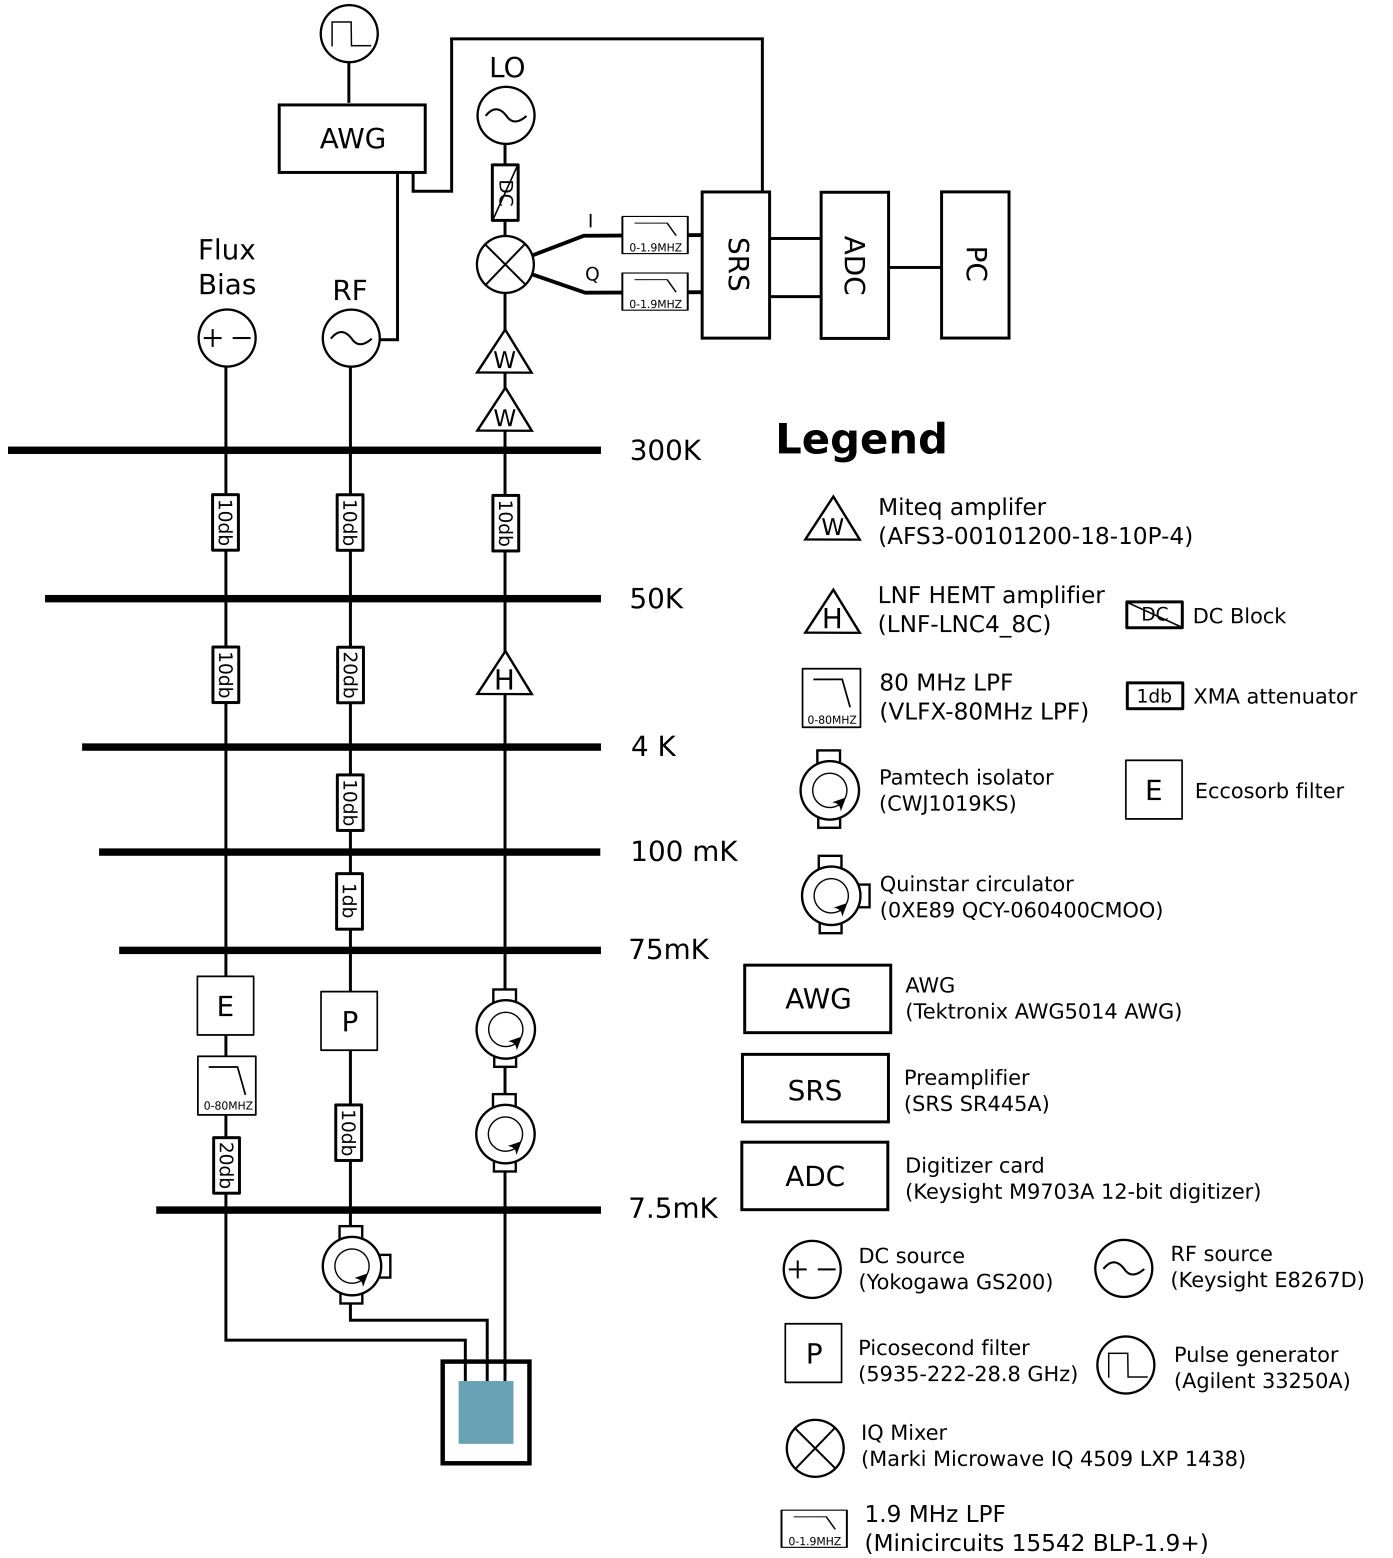 LO
AWG
DC
I
0-1.9MHZ
Q
0-1.9MHZ
SRS
ADC
PC
Flux
Bias
RF
+ −
W
W
300K
10db
10db
10db
50K
10db
20db
H
4 K
10db
100 mK
1db
75mK
E
P
0-80MHZ
10db
20db
7.5mK
Legend
W
Miteq amplifer
(AFS3-00101200-18-10P-4)
H
LNF HEMT amplifier
(LNF-LNC4_8C)
DC
DC Block
0-80MHZ
80 MHz LPF
(VLFX-80MHz LPF)
1db
XMA attenuator
Pamtech isolator
(CWJ1019KS)
E
Eccosorb filter
Quinstar circulator
(0XE89 QCY-060400CMOO)
AWG
AWG
(Tektronix AWG5014 AWG)
SRS
Preamplifier
(SRS SR445A)
ADC
Digitizer card
(Keysight M9703A 12-bit digitizer)
+ −
DC source
(Yokogawa GS200)
RF source
(Keysight E8267D)
P
Picosecond filter
(5935-222-28.8 GHz)
Pulse generator
(Agilent 33250A)
IQ Mixer
(Marki Microwave IQ 4509 LXP 1438)
0-1.9MHZ
1.9 MHz LPF
(Minicircuits 15542 BLP-1.9+)